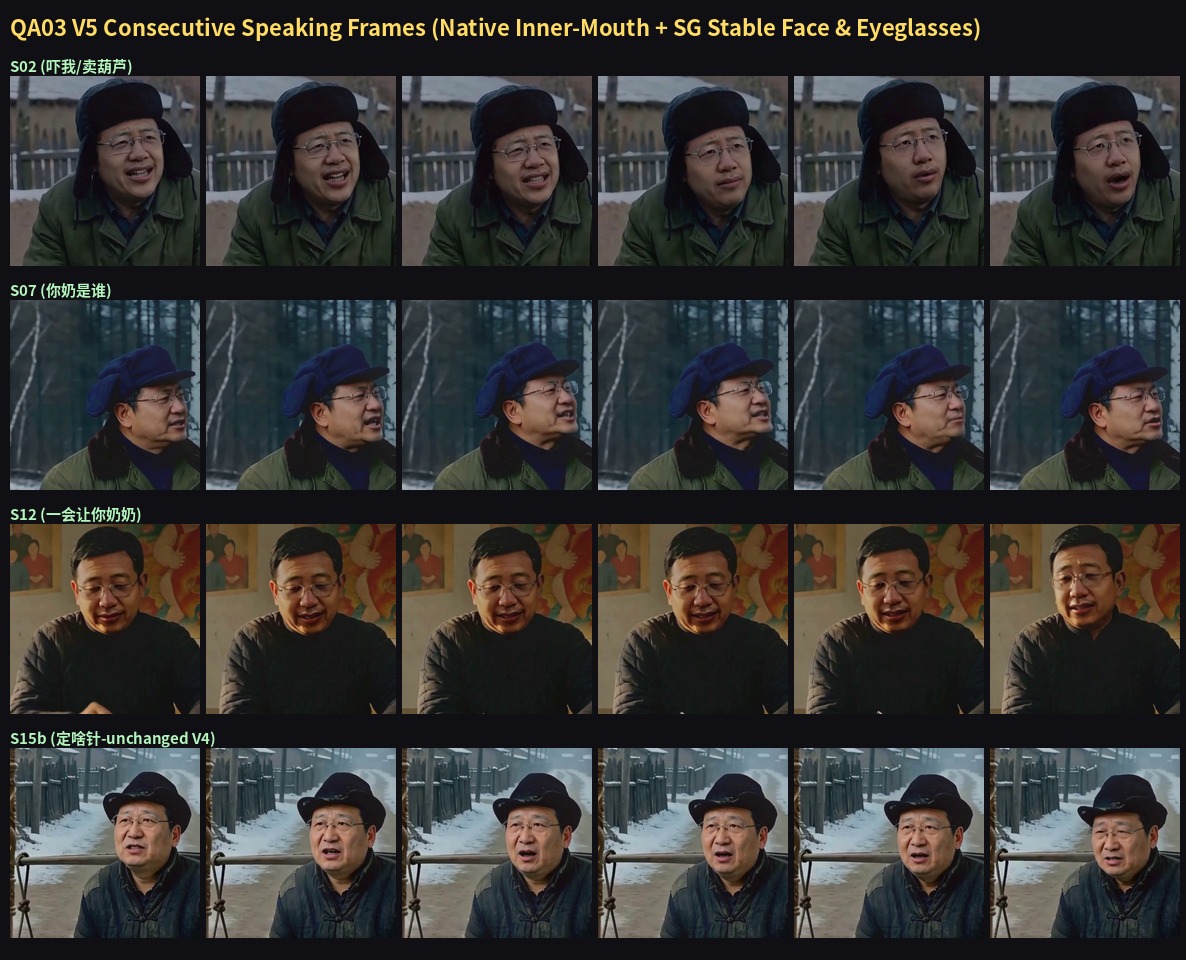 QA03 V5 Consecutive Speaking Frames (Native Inner-Mouth + SG Stable Face & Eyeglasses)
S02 (吓我/卖葫芦)
S07 (你奶是谁)
S12 (一会让你奶奶)
S15b (定啥针-unchanged V4)